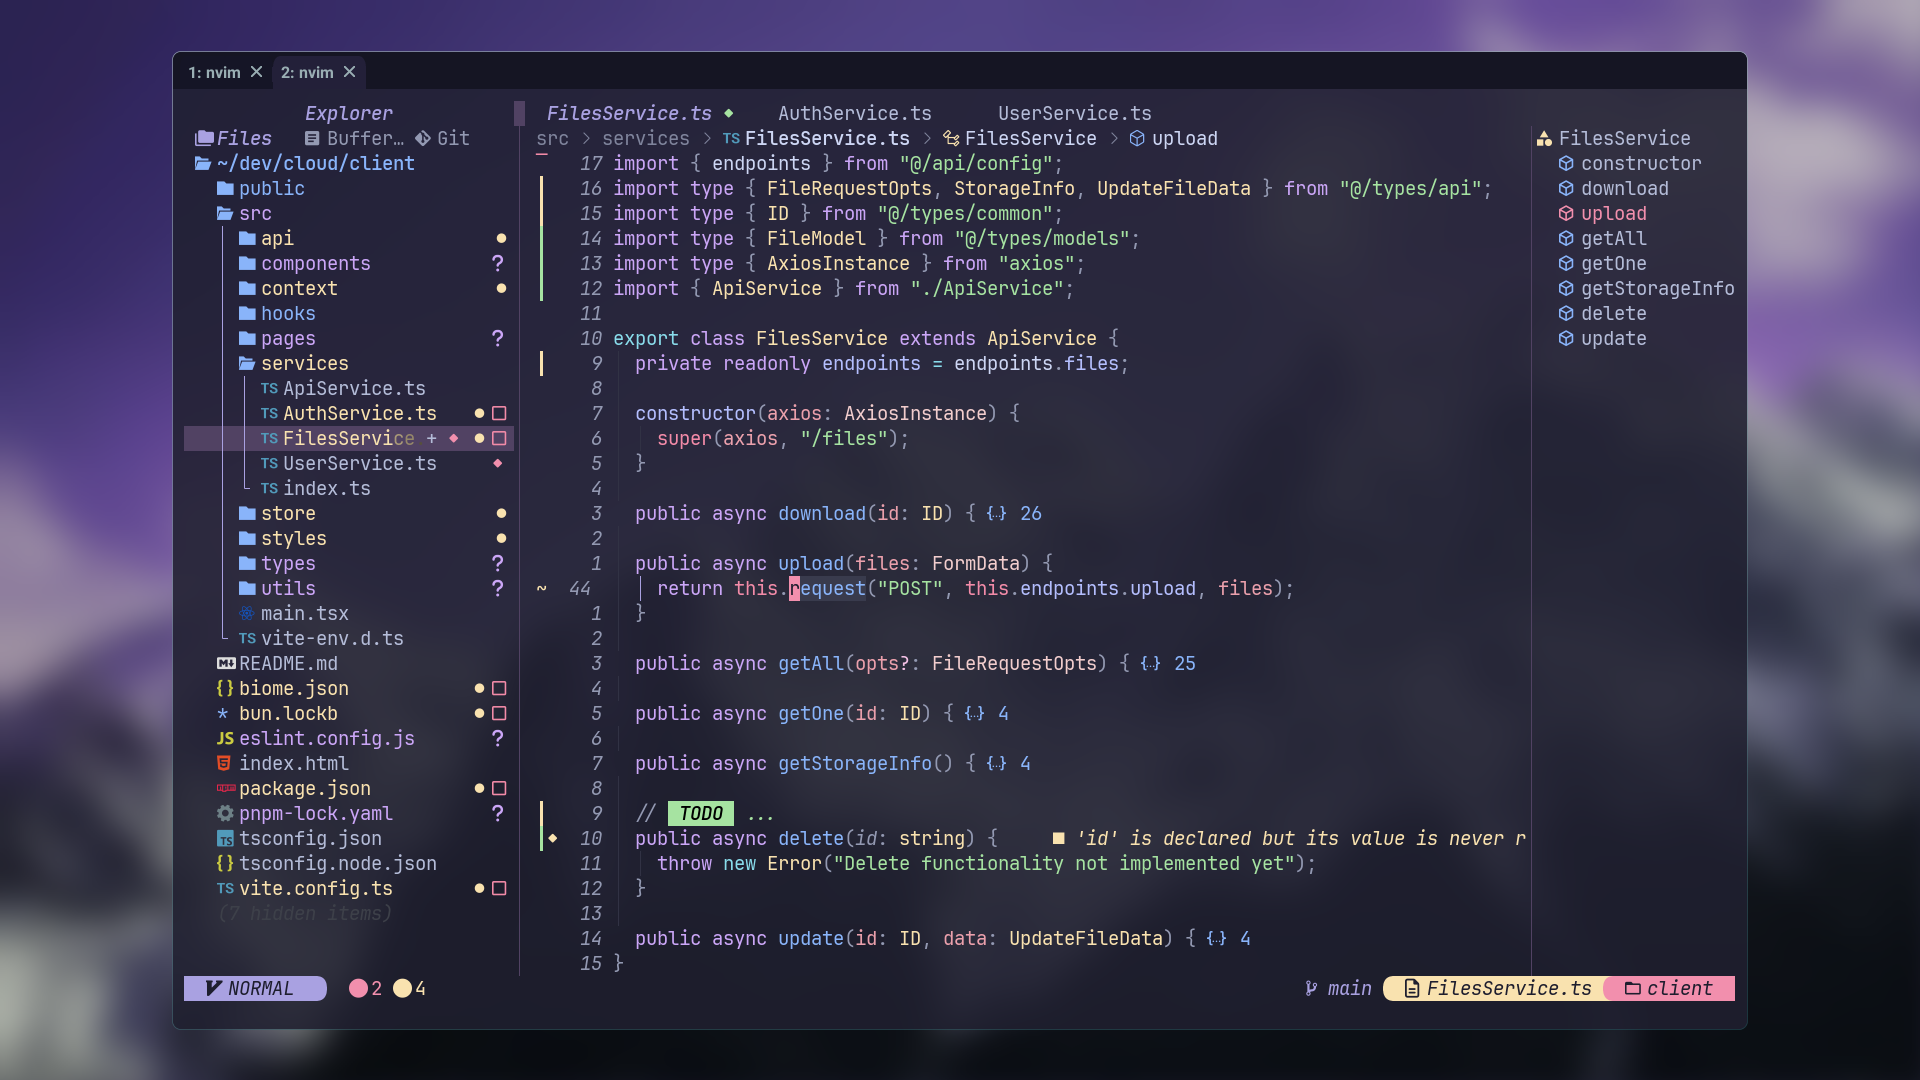 1: nvim 2: nvim
Explorer
Files Buffer… Git
~/dev/cloud/client
public
src
api
components ?
context
hooks
pages ?
services
TS ApiService.ts
TS AuthService.ts
TS FilesService +
TS UserService.ts
TS index.ts
store
styles
types ?
utils ?
main.tsx
TS vite-env.d.ts
README.md
{} biome.json
* bun.lockb
JS eslint.config.js ?
index.html
package.json
pnpm-lock.yaml ?
TS tsconfig.json
{} tsconfig.node.json
TS vite.config.ts
(7 hidden items)
FilesService.ts AuthService.ts UserService.ts
src > services > TS FilesService.ts > FilesService > upload
17 import { endpoints } from "@/api/config";
16 import type { FileRequestOpts, StorageInfo, UpdateFileData } from "@/types/api";
15 import type { ID } from "@/types/common";
14 import type { FileModel } from "@/types/models";
13 import type { AxiosInstance } from "axios";
12 import { ApiService } from "./ApiService";
11
10 export class FilesService extends ApiService {
9 private readonly endpoints = endpoints.files;
8
7 constructor(axios: AxiosInstance) {
6 super(axios, "/files");
5 }
4
3 public async download(id: ID) { {…} 26
2
1 public async upload(files: FormData) {
~ 44 return this.request("POST", this.endpoints.upload, files);
1 }
2
3 public async getAll(opts?: FileRequestOpts) { {…} 25
4
5 public async getOne(id: ID) { {…} 4
6
7 public async getStorageInfo() { {…} 4
8
9 // TODO ...
10 public async delete(id: string) { 'id' is declared but its value is never r
11 throw new Error("Delete functionality not implemented yet");
12 }
13
14 public async update(id: ID, data: UpdateFileData) { {…} 4
15 }
FilesService
constructor
download
upload
getAll
getOne
getStorageInfo
delete
update
NORMAL 2 4 main FilesService.ts client